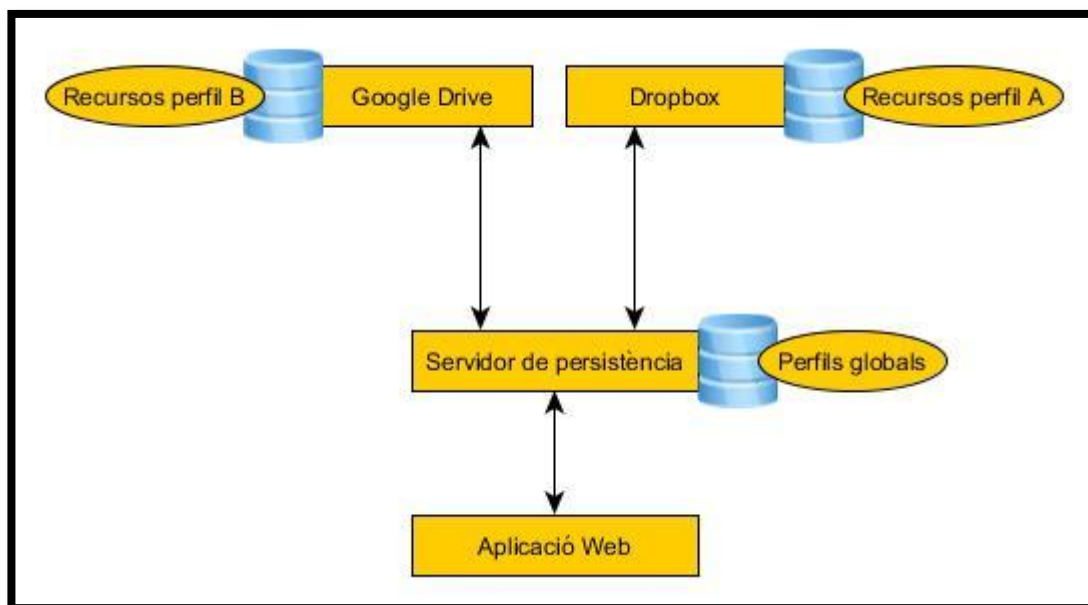 Recursos perfil B
Google Drive
Dropbox
Recursos perfil A
Servidor de persistència
Perfils globals
Aplicació Web